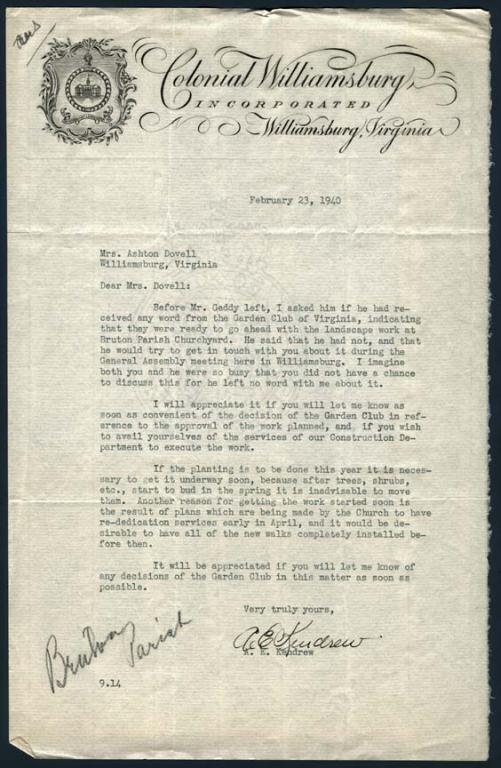 Colonial Williamsburg
INCORPORATED
Williamsburg, Virginia
February 23, 1940
Mrs. Ashton Dovell
Williamsburg, Virginia
Dear Mrs. Dovell:
Before Mr. Geddy left, I asked him if he had re-
ceived any word from the Garden Club of Virginia, indicating
that they were ready to go ahead with the landscape work at
Bruton Parish Churchyard. He said that he had not, and that
he would try to get in touch with you about it during the
General Assembly meeting here in Williamsburg. I imagine
both you and he were so busy that you did not have a chance
to discuss this for he left no word with me about it.
I will appreciate it if you will let me know as
soon as convenient of the decision of the Garden Club in ref-
erence to the approval of the work planned, and if you wish
to avail yourselves of the services of our Construction De-
partment to execute the work.
If the planting is to be done this year it is neces-
sary to get it underway soon, because after trees, shrubs,
etc., start to bud in the spring it is inadvisable to move
them. Another reason for getting the work started soon is
the result of plans which are being made by the Church to have
re-dedication services early in April, and it would be de-
sirable to have all of the new walks completely installed be-
fore then.
It will be appreciated if you will let me know of
any decisions of the Garden Club in this matter as soon as
possible.
Very truly yours,
A E Kendrew
A. E. Kendrew
Bruton
Parish
9.14